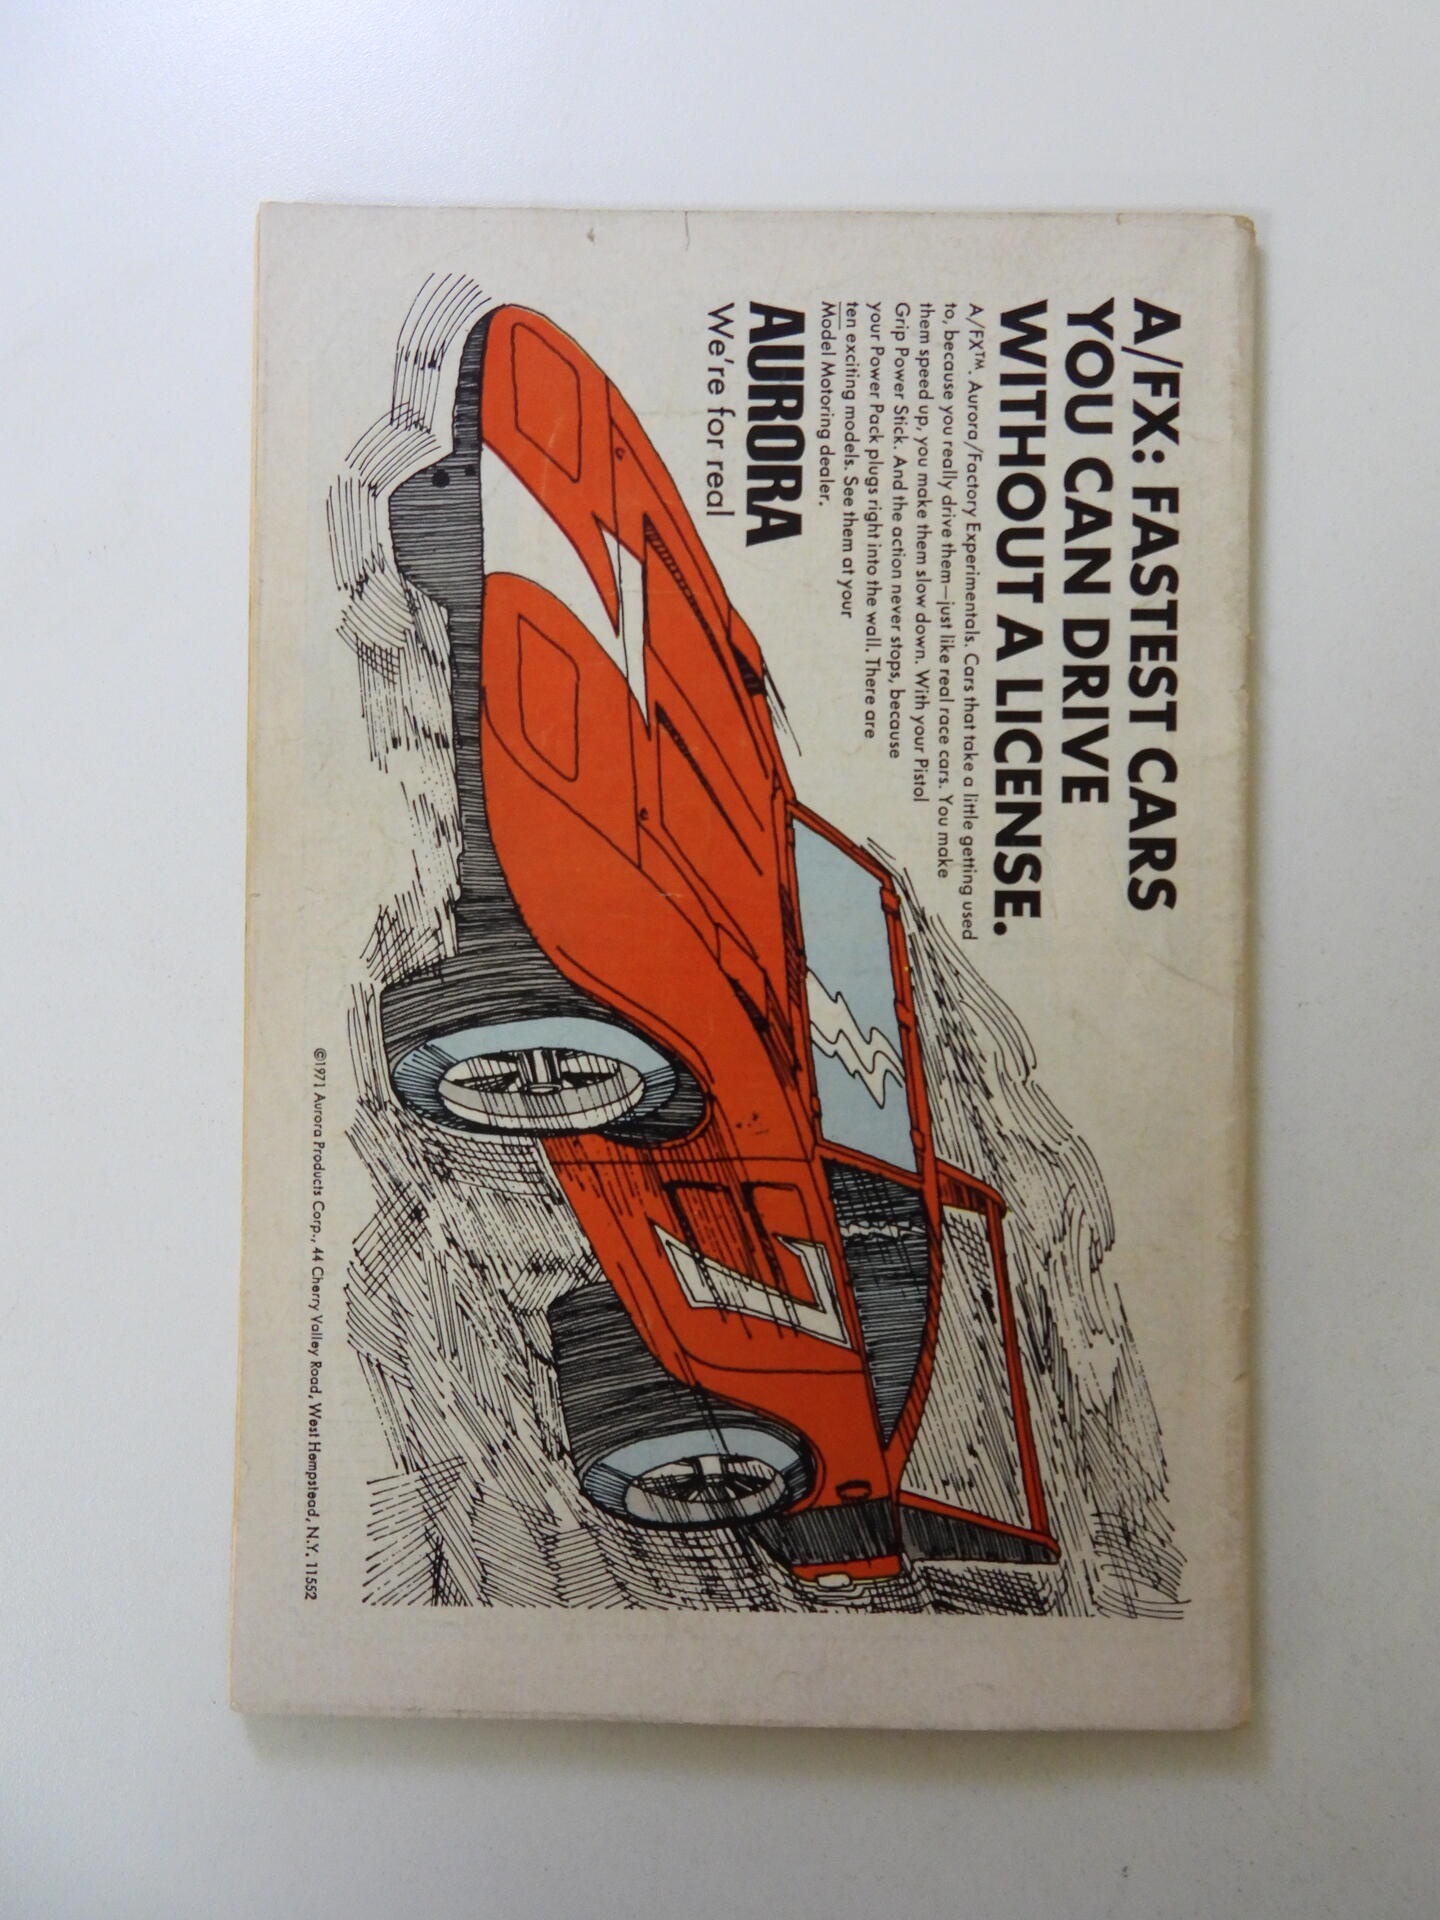 A/FX: FASTEST CARS
YOU CAN DRIVE
WITHOUT A LICENSE.
A/FX™. Aurora/Factory Experimentals. Cars that take a little getting used
to, because you really drive them—just like real race cars. You make
them speed up, you make them slow down. With your Pistol
Grip Power Stick. And the action never stops, because
your Power Pack plugs right into the wall. There are
ten exciting models. See them at your
Model Motoring dealer.
AURORA
We're for real
©1971 Aurora Products Corp., 44 Cherry Valley Road, West Hempstead, N.Y. 11552